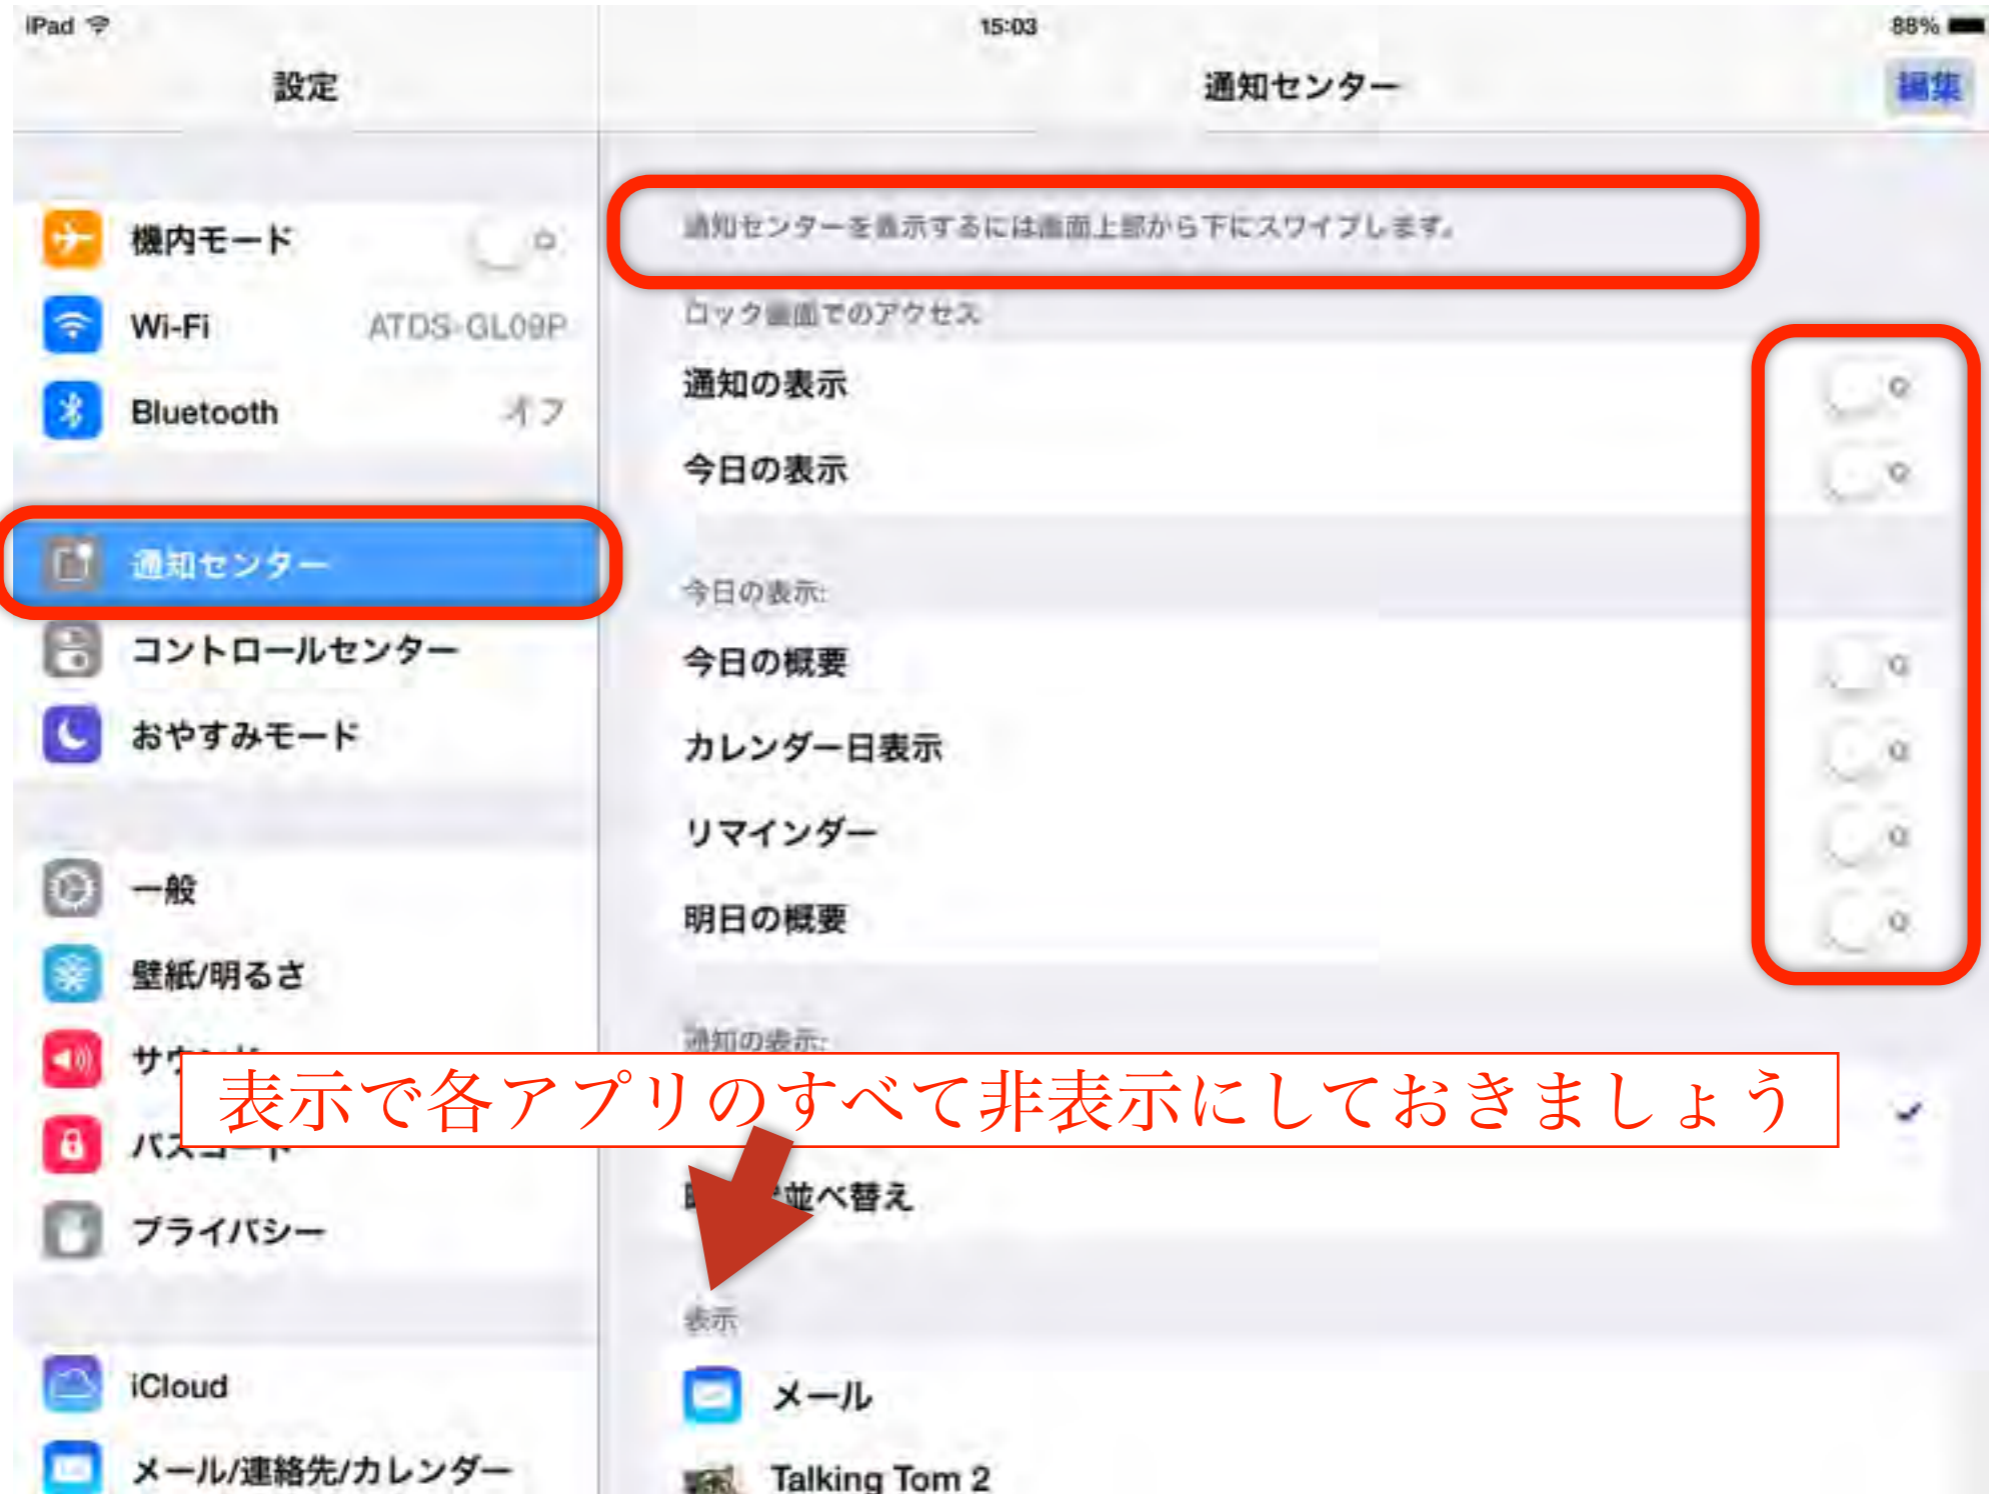 iPad
15:03
88%
設定
通知センター
編集
機内モード
Wi-Fi
ATDS-GL09P
Bluetooth
オフ
通知センター
コントロールセンター
おやすみモード
一般
壁紙/明るさ
プライバシー
iCloud
メール/連絡先/カレンダー
通知センターを表示するには画面上部から下にスワイプします。
ロック画面でのアクセス
通知の表示
今日の表示
今日の表示:
今日の概要
カレンダー日表示
リマインダー
明日の概要
通知の表示:
表示で各アプリのすべて非表示にしておきましょう
並べ替え
表示
メール
Talking Tom 2